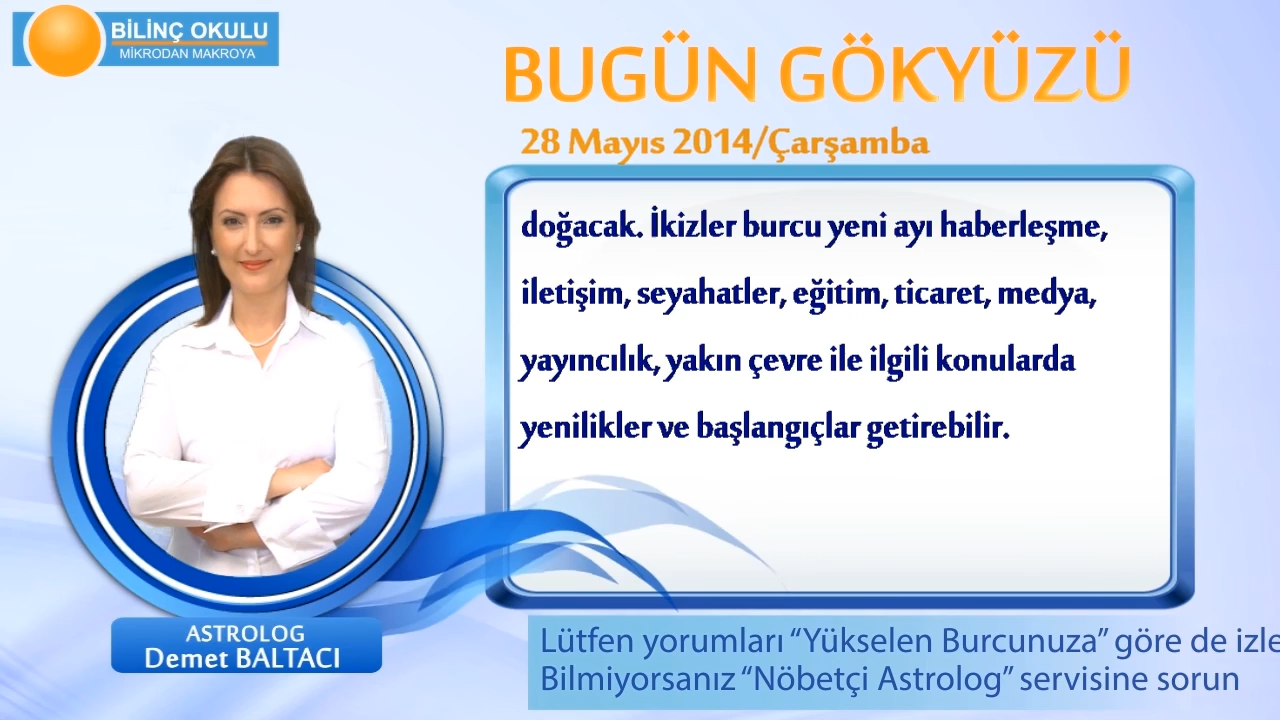 BİLİNÇ OKULU
MİKRODAN MAKROYA
BUGÜN GÖKYÜZÜ
28 Mayıs 2014/Çarşamba
doğacak. İkizler burcu yeni ayı haberleşme,
iletişim, seyahatler, eğitim, ticaret, medya,
yayıncılık, yakın çevre ile ilgili konularda
yenilikler ve başlangıçlar getirebilir.
ASTROLOG
Demet BALTACI
Lütfen yorumları “Yükselen Burcunuza” göre de izle
Bilmiyorsanız “Nöbetçi Astrolog” servisine sorun